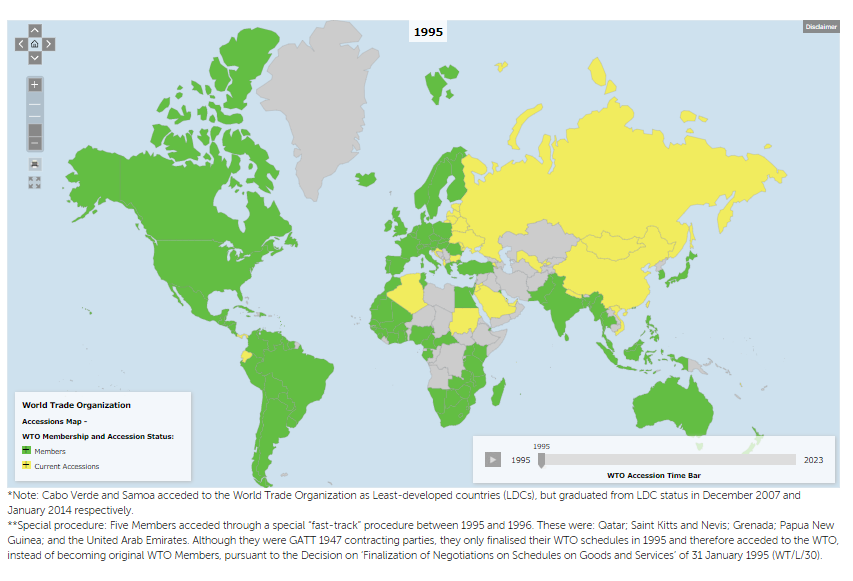 1995
Disclaimer
World Trade Organization
Accessions Map -
WTO Membership and Accession Status:
Members
Current Accessions
1995
1995
2023
WTO Accession Time Bar
*Note: Cabo Verde and Samoa acceded to the World Trade Organization as Least-developed countries (LDCs), but graduated from LDC status in December 2007 and
January 2014 respectively.
**Special procedure: Five Members acceded through a special "fast-track" procedure between 1995 and 1996. These were: Qatar; Saint Kitts and Nevis; Grenada; Papua New
Guinea; and the United Arab Emirates. Although they were GATT 1947 contracting parties, they only finalised their WTO schedules in 1995 and therefore acceded to the WTO,
instead of becoming original WTO Members, pursuant to the Decision on 'Finalization of Negotiations on Schedules on Goods and Services' of 31 January 1995 (WT/L/30).